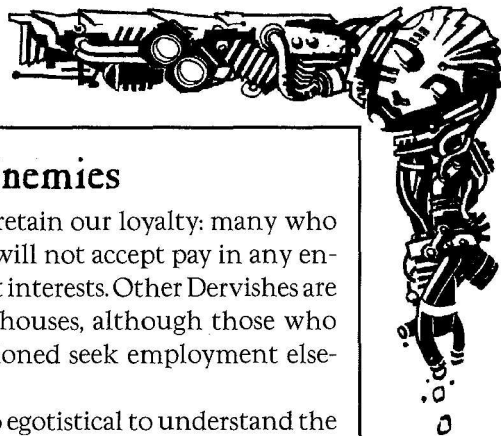 nemies
retain our loyalty: many who
will not accept pay in any en-
t interests. Other Dervishes are
houses, although those who
oned seek employment else-
o egotistical to understand the